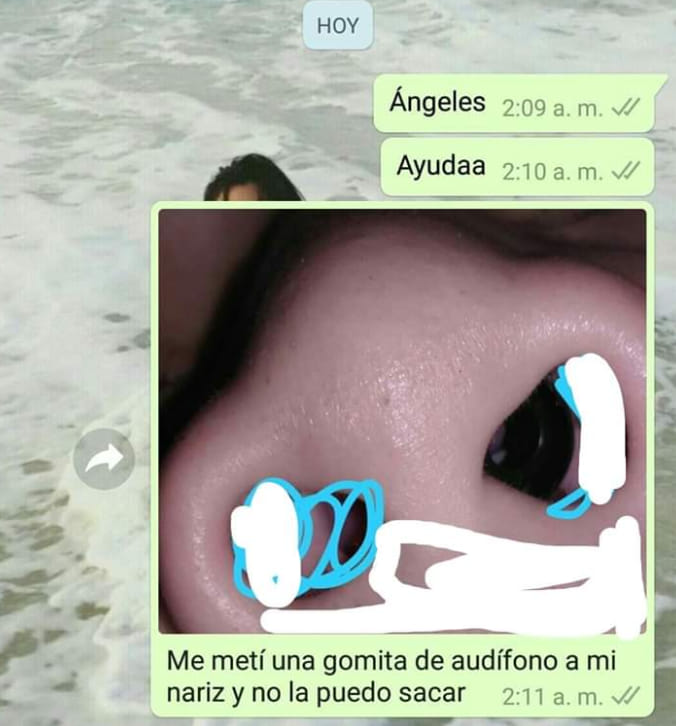 HOY
Ángeles 2:09 a. m.
Ayudaa 2:10 a. m.
Me metí una gomita de audífono a mi
nariz y no la puedo sacar 2:11 a. m.